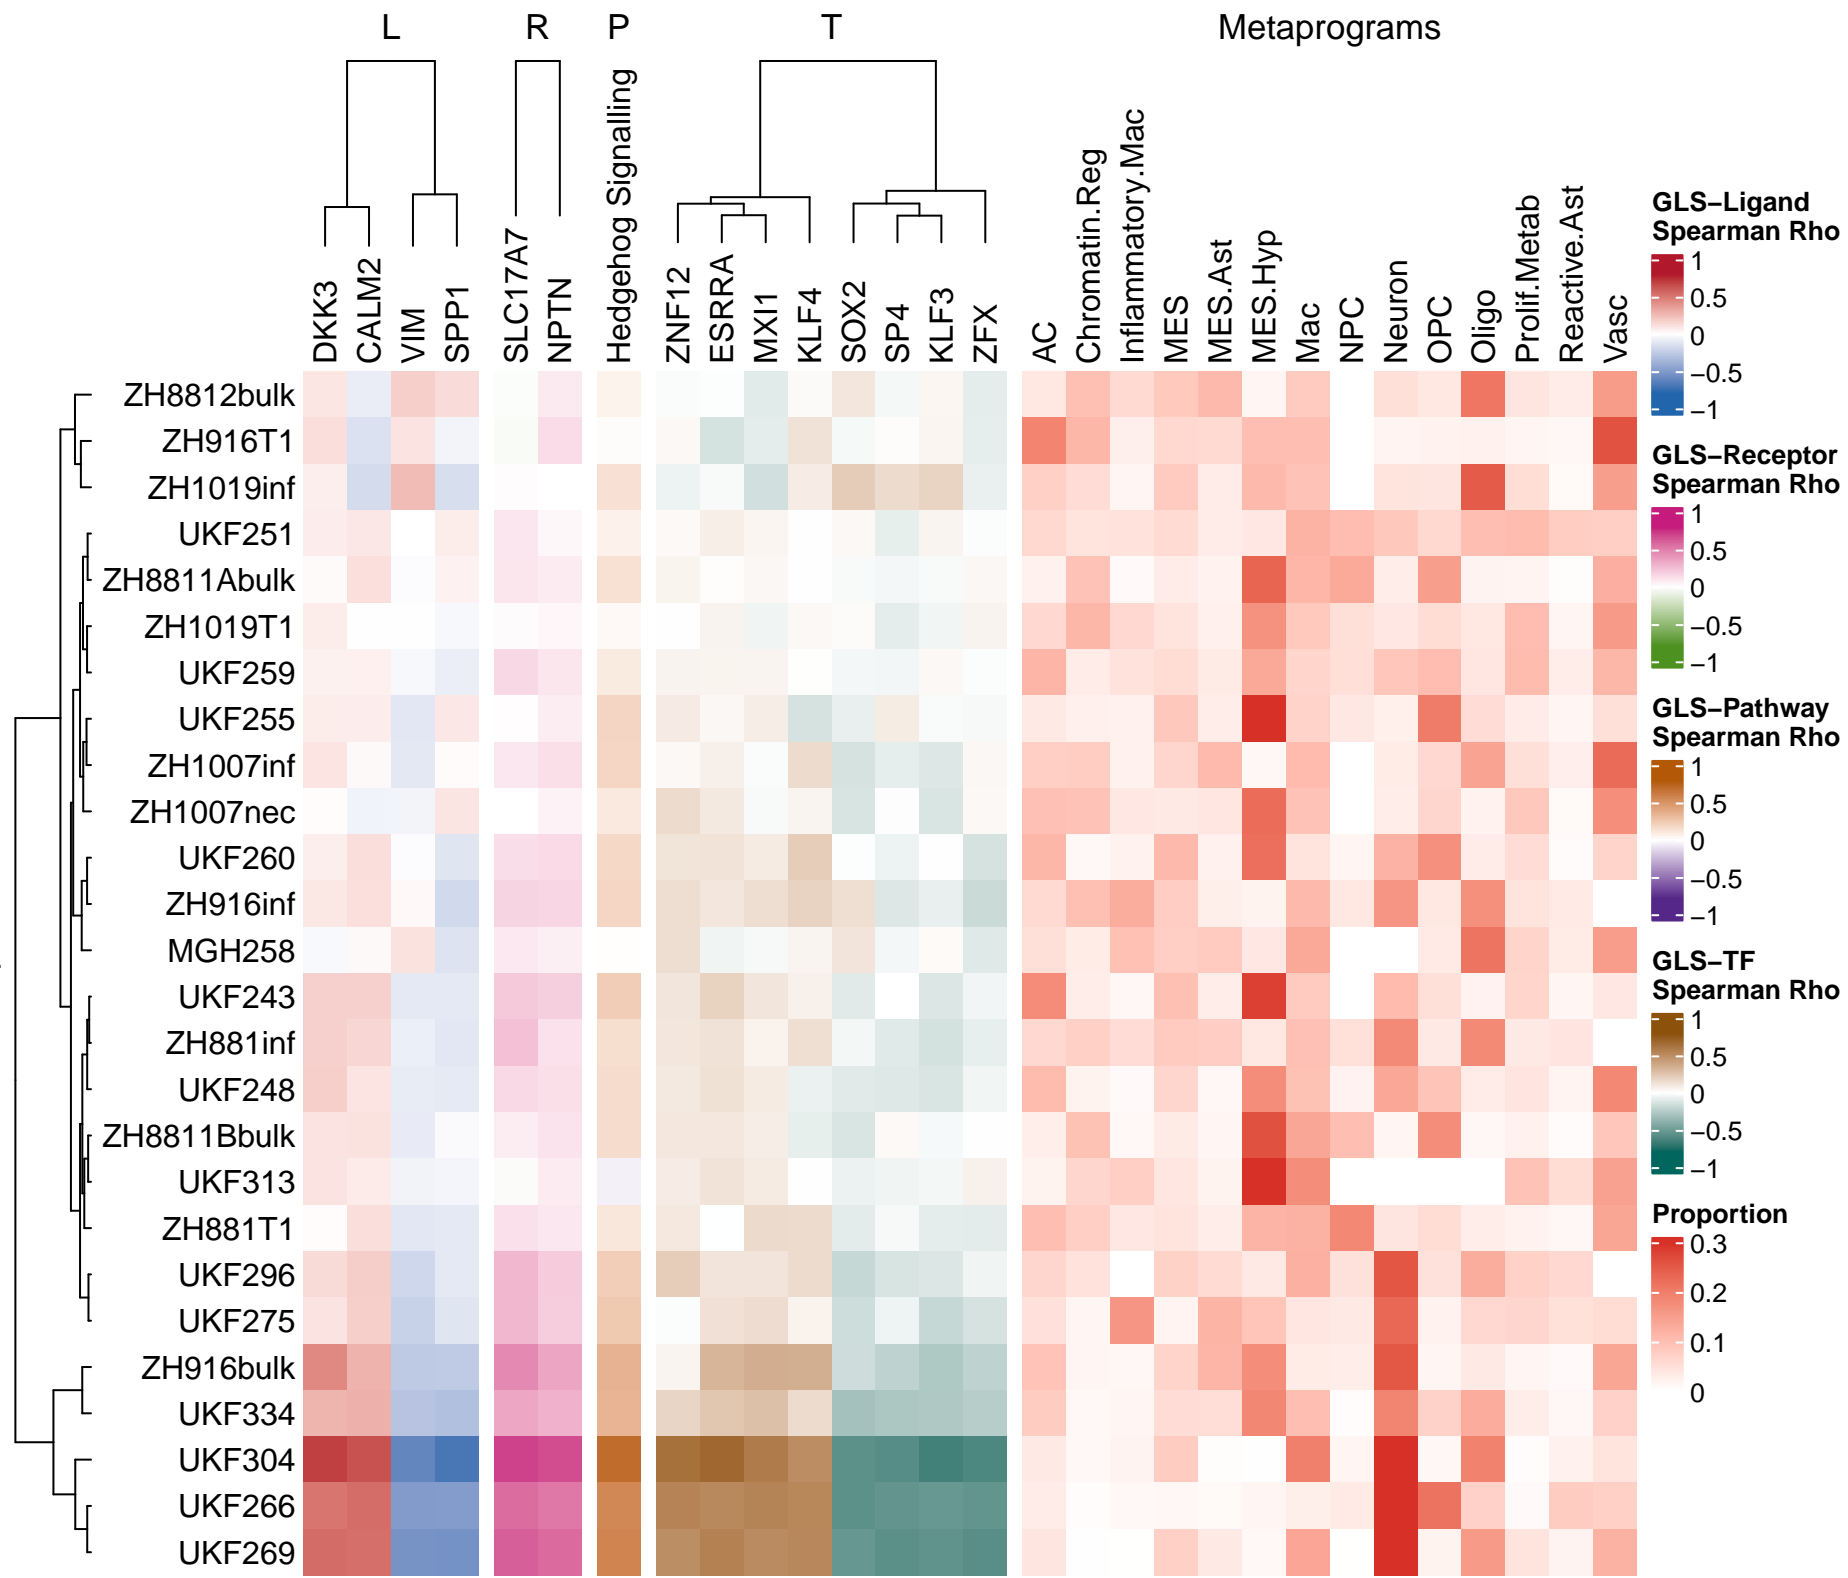 L R P T Metaprograms
DKK3
CALM2
VIM
SPP1
SLC17A7
NPTN
Hedgehog Signalling
ZNF12
ESRRA
MXI1
KLF4
SOX2
SP4
KLF3
ZFX
AC
Chromatin.Reg
Inflammatory.Mac
MES
MES.Ast
MES.Hyp
Mac
NPC
Neuron
OPC
Oligo
Prolif.Metab
Reactive.Ast
Vasc
ZH8812bulk
ZH916T1
ZH1019inf
UKF251
ZH8811Abulk
ZH1019T1
UKF259
UKF255
ZH1007inf
ZH1007nec
UKF260
ZH916inf
MGH258
UKF243
ZH881inf
UKF248
ZH8811Bbulk
UKF313
ZH881T1
UKF296
UKF275
ZH916bulk
UKF334
UKF304
UKF266
UKF269
GLS−Ligand
Spearman Rho
1
0.5
0
−0.5
−1
GLS−Receptor
Spearman Rho
1
0.5
0
−0.5
−1
GLS−Pathway
Spearman Rho
1
0.5
0
−0.5
−1
GLS−TF
Spearman Rho
1
0.5
0
−0.5
−1
Proportion
0.3
0.2
0.1
0